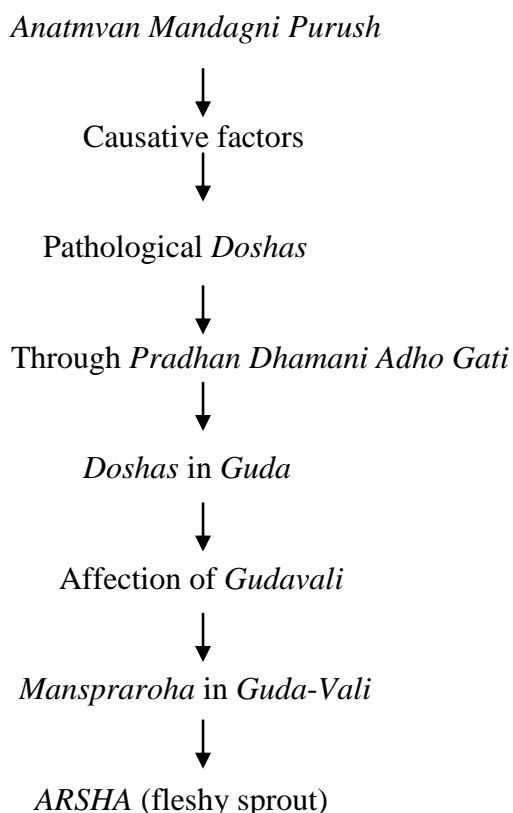 Anatmvan Mandagni Purush
Causative factors
Pathological Doshas
Through Pradhan Dhamani Adho Gati
Doshas in Guda
Affection of Gudavali
Manspraroha in Guda-Vali
ARSHA (fleshy sprout)